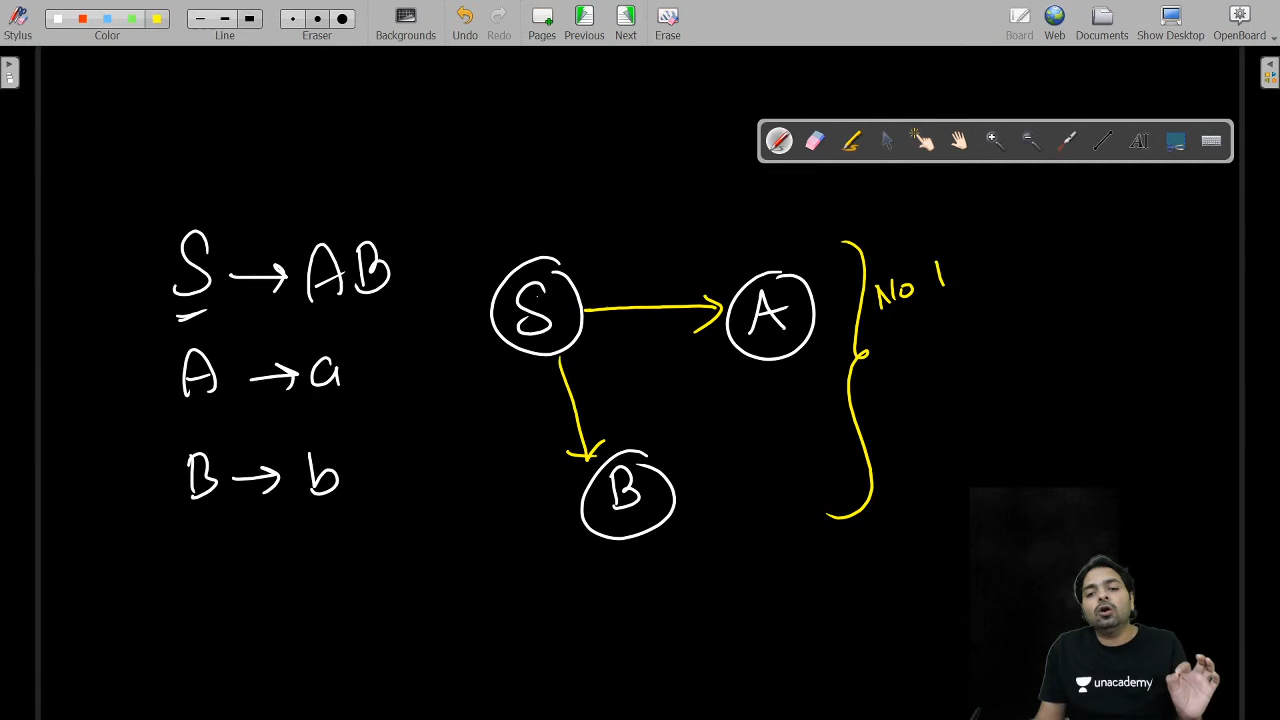 Stylus
Color
Line
Eraser
Backgrounds
Undo
Redo
Pages
Previous
Next
Erase
Board
Web
Documents
Show Desktop
OpenBoard
S → AB
A → a
B → b
S
A
B
No
unacademy